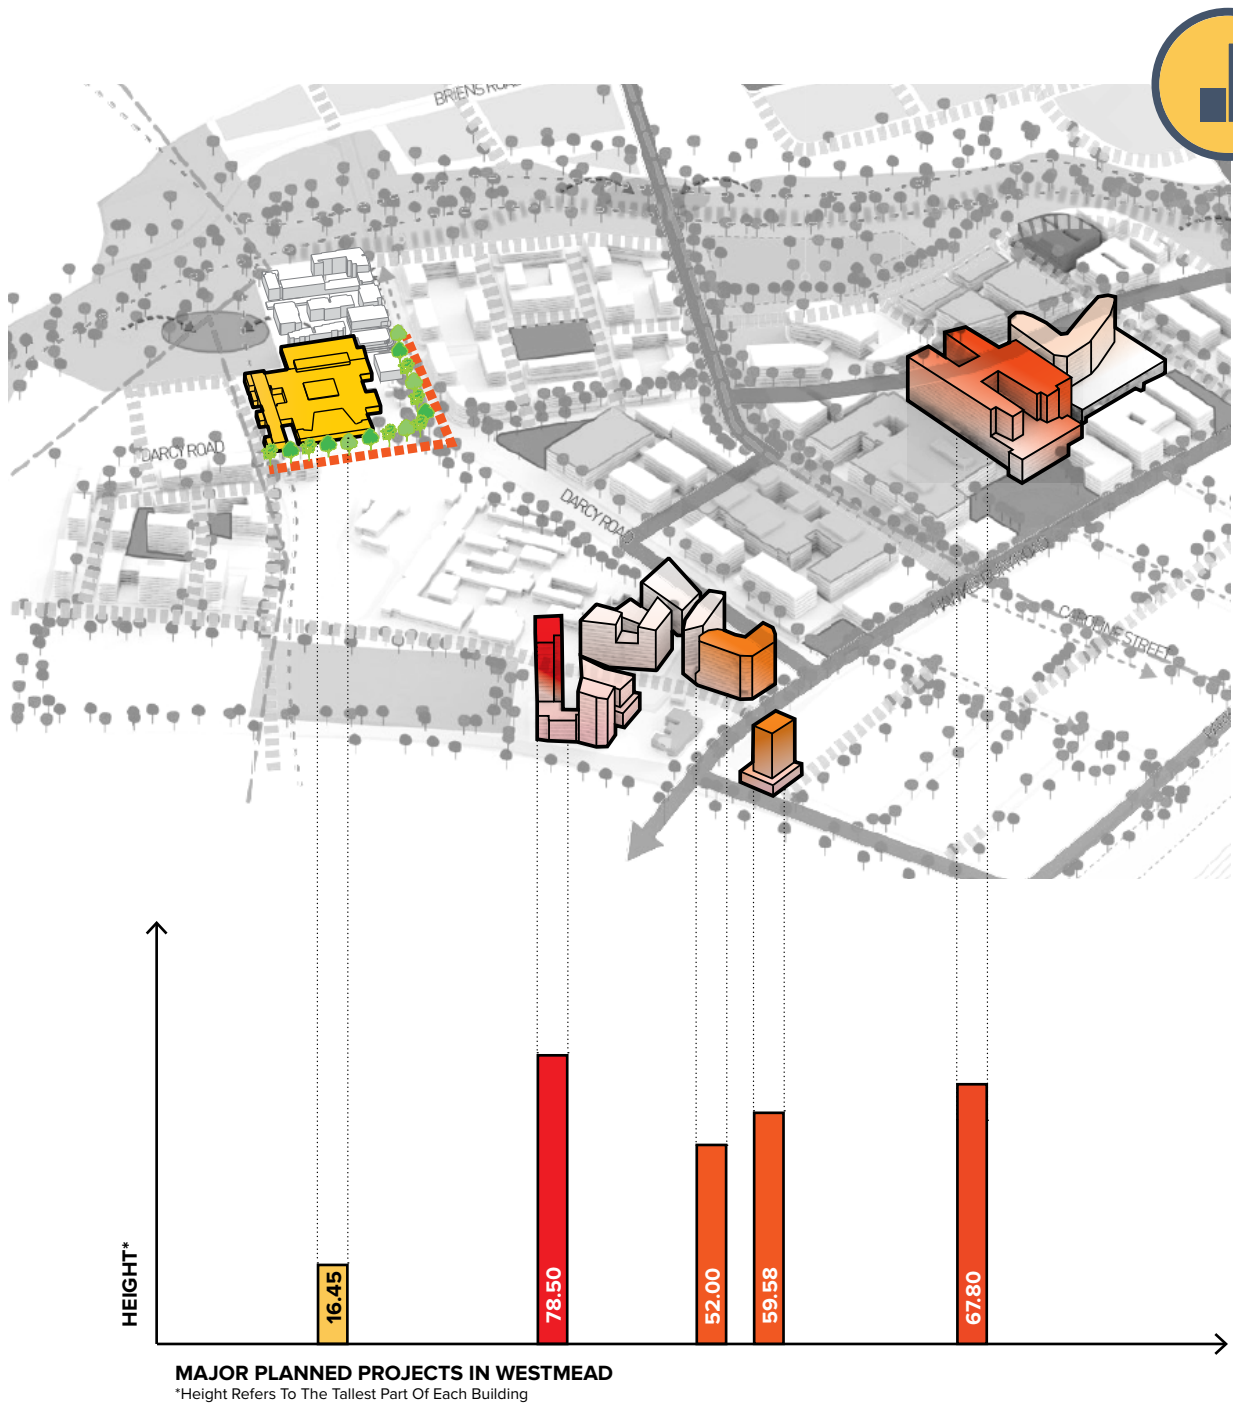 BRIENS ROAD
DARCY ROAD
DARCY ROAD
CAROLINE STREET
HEIGHT*
16.45
78.50
52.00
59.58
67.80
MAJOR PLANNED PROJECTS IN WESTMEAD
*Height Refers To The Tallest Part Of Each Building